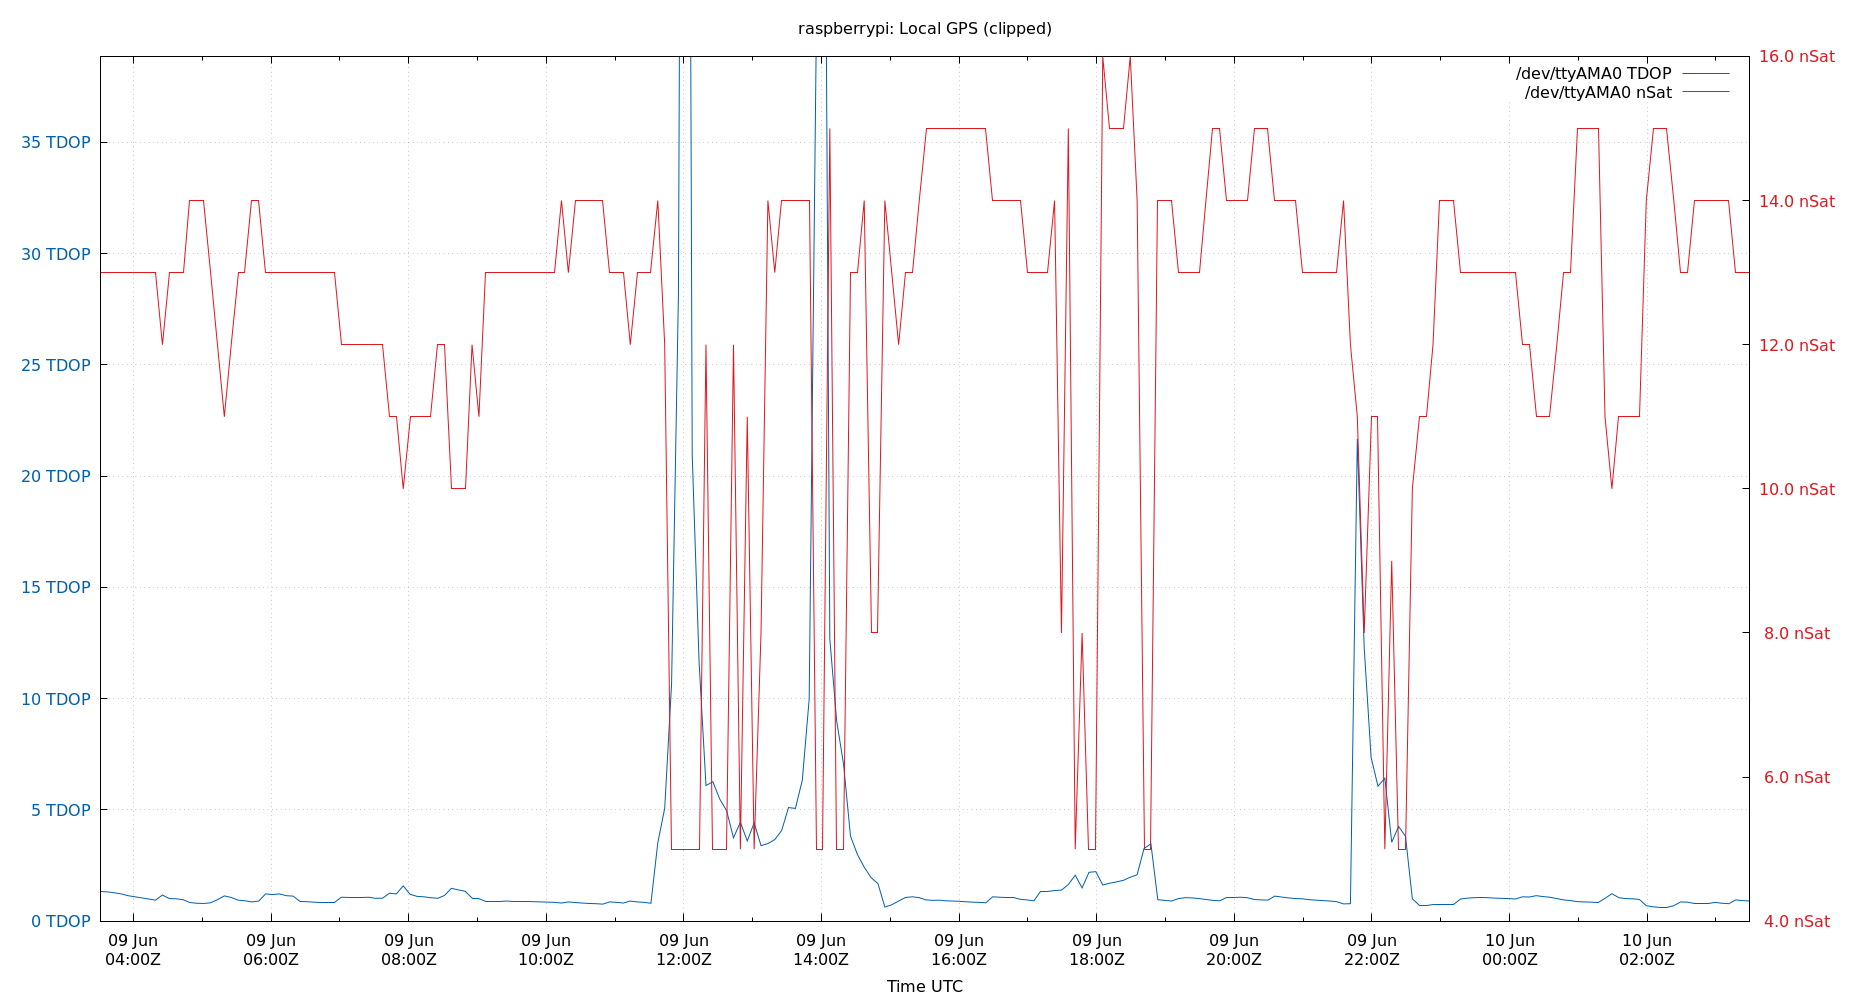 raspberrypi: Local GPS (clipped)
/dev/ttyAMA0 TDOP
/dev/ttyAMA0 nSat
35 TDOP
30 TDOP
25 TDOP
20 TDOP
15 TDOP
10 TDOP
5 TDOP
0 TDOP
16.0 nSat
14.0 nSat
12.0 nSat
10.0 nSat
8.0 nSat
6.0 nSat
4.0 nSat
09 Jun
04:00Z
09 Jun
06:00Z
09 Jun
08:00Z
09 Jun
10:00Z
09 Jun
12:00Z
09 Jun
14:00Z
09 Jun
16:00Z
09 Jun
18:00Z
09 Jun
20:00Z
09 Jun
22:00Z
10 Jun
00:00Z
10 Jun
02:00Z
Time UTC